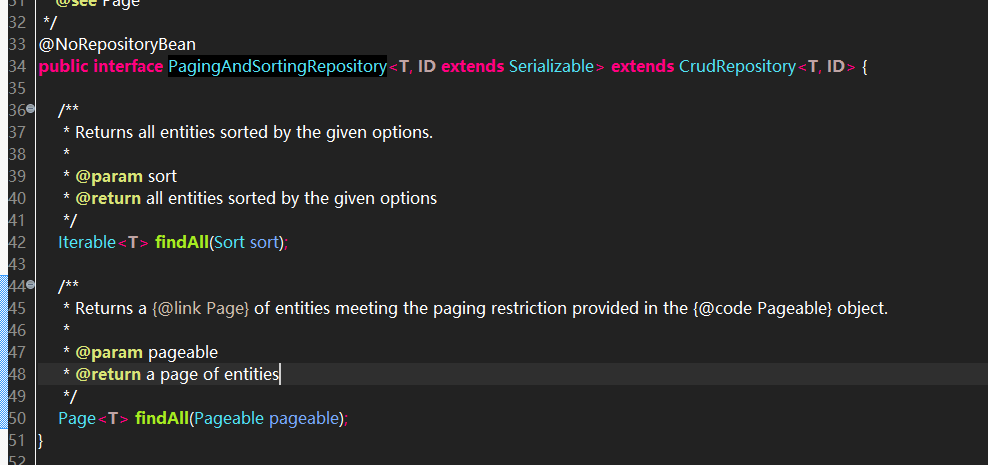 31 * @see Page
32 */
33 @NoRepositoryBean
34 public interface PagingAndSortingRepository<T, ID extends Serializable> extends CrudRepository<T, ID> {
35
36 /**
37 * Returns all entities sorted by the given options.
38 *
39 * @param sort
40 * @return all entities sorted by the given options
41 */
42 Iterable<T> findAll(Sort sort);
43
44 /**
45 * Returns a {@link Page} of entities meeting the paging restriction provided in the {@code Pageable} object.
46 *
47 * @param pageable
48 * @return a page of entities
49 */
50 Page<T> findAll(Pageable pageable);
51 }
52